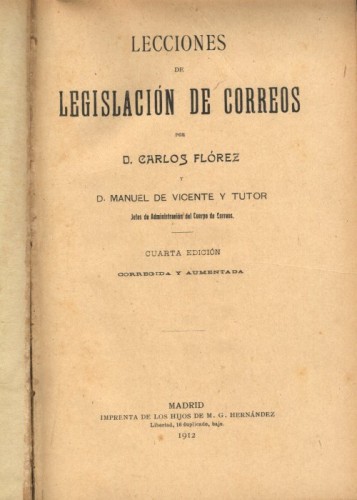 LECCIONES
DE
LEGISLACIÓN DE CORREOS
POR
D. CARLOS FLÓREZ
Y
D. MANUEL DE VICENTE Y TUTOR
Jefes de Administración del Cuerpo de Correos.
CUARTA EDICIÓN
CORREGIDA Y AUMENTADA
MADRID
IMPRENTA DE LOS HIJOS DE M. G. HERNÁNDEZ
Libertad, 16 duplicado, bajo.
1912